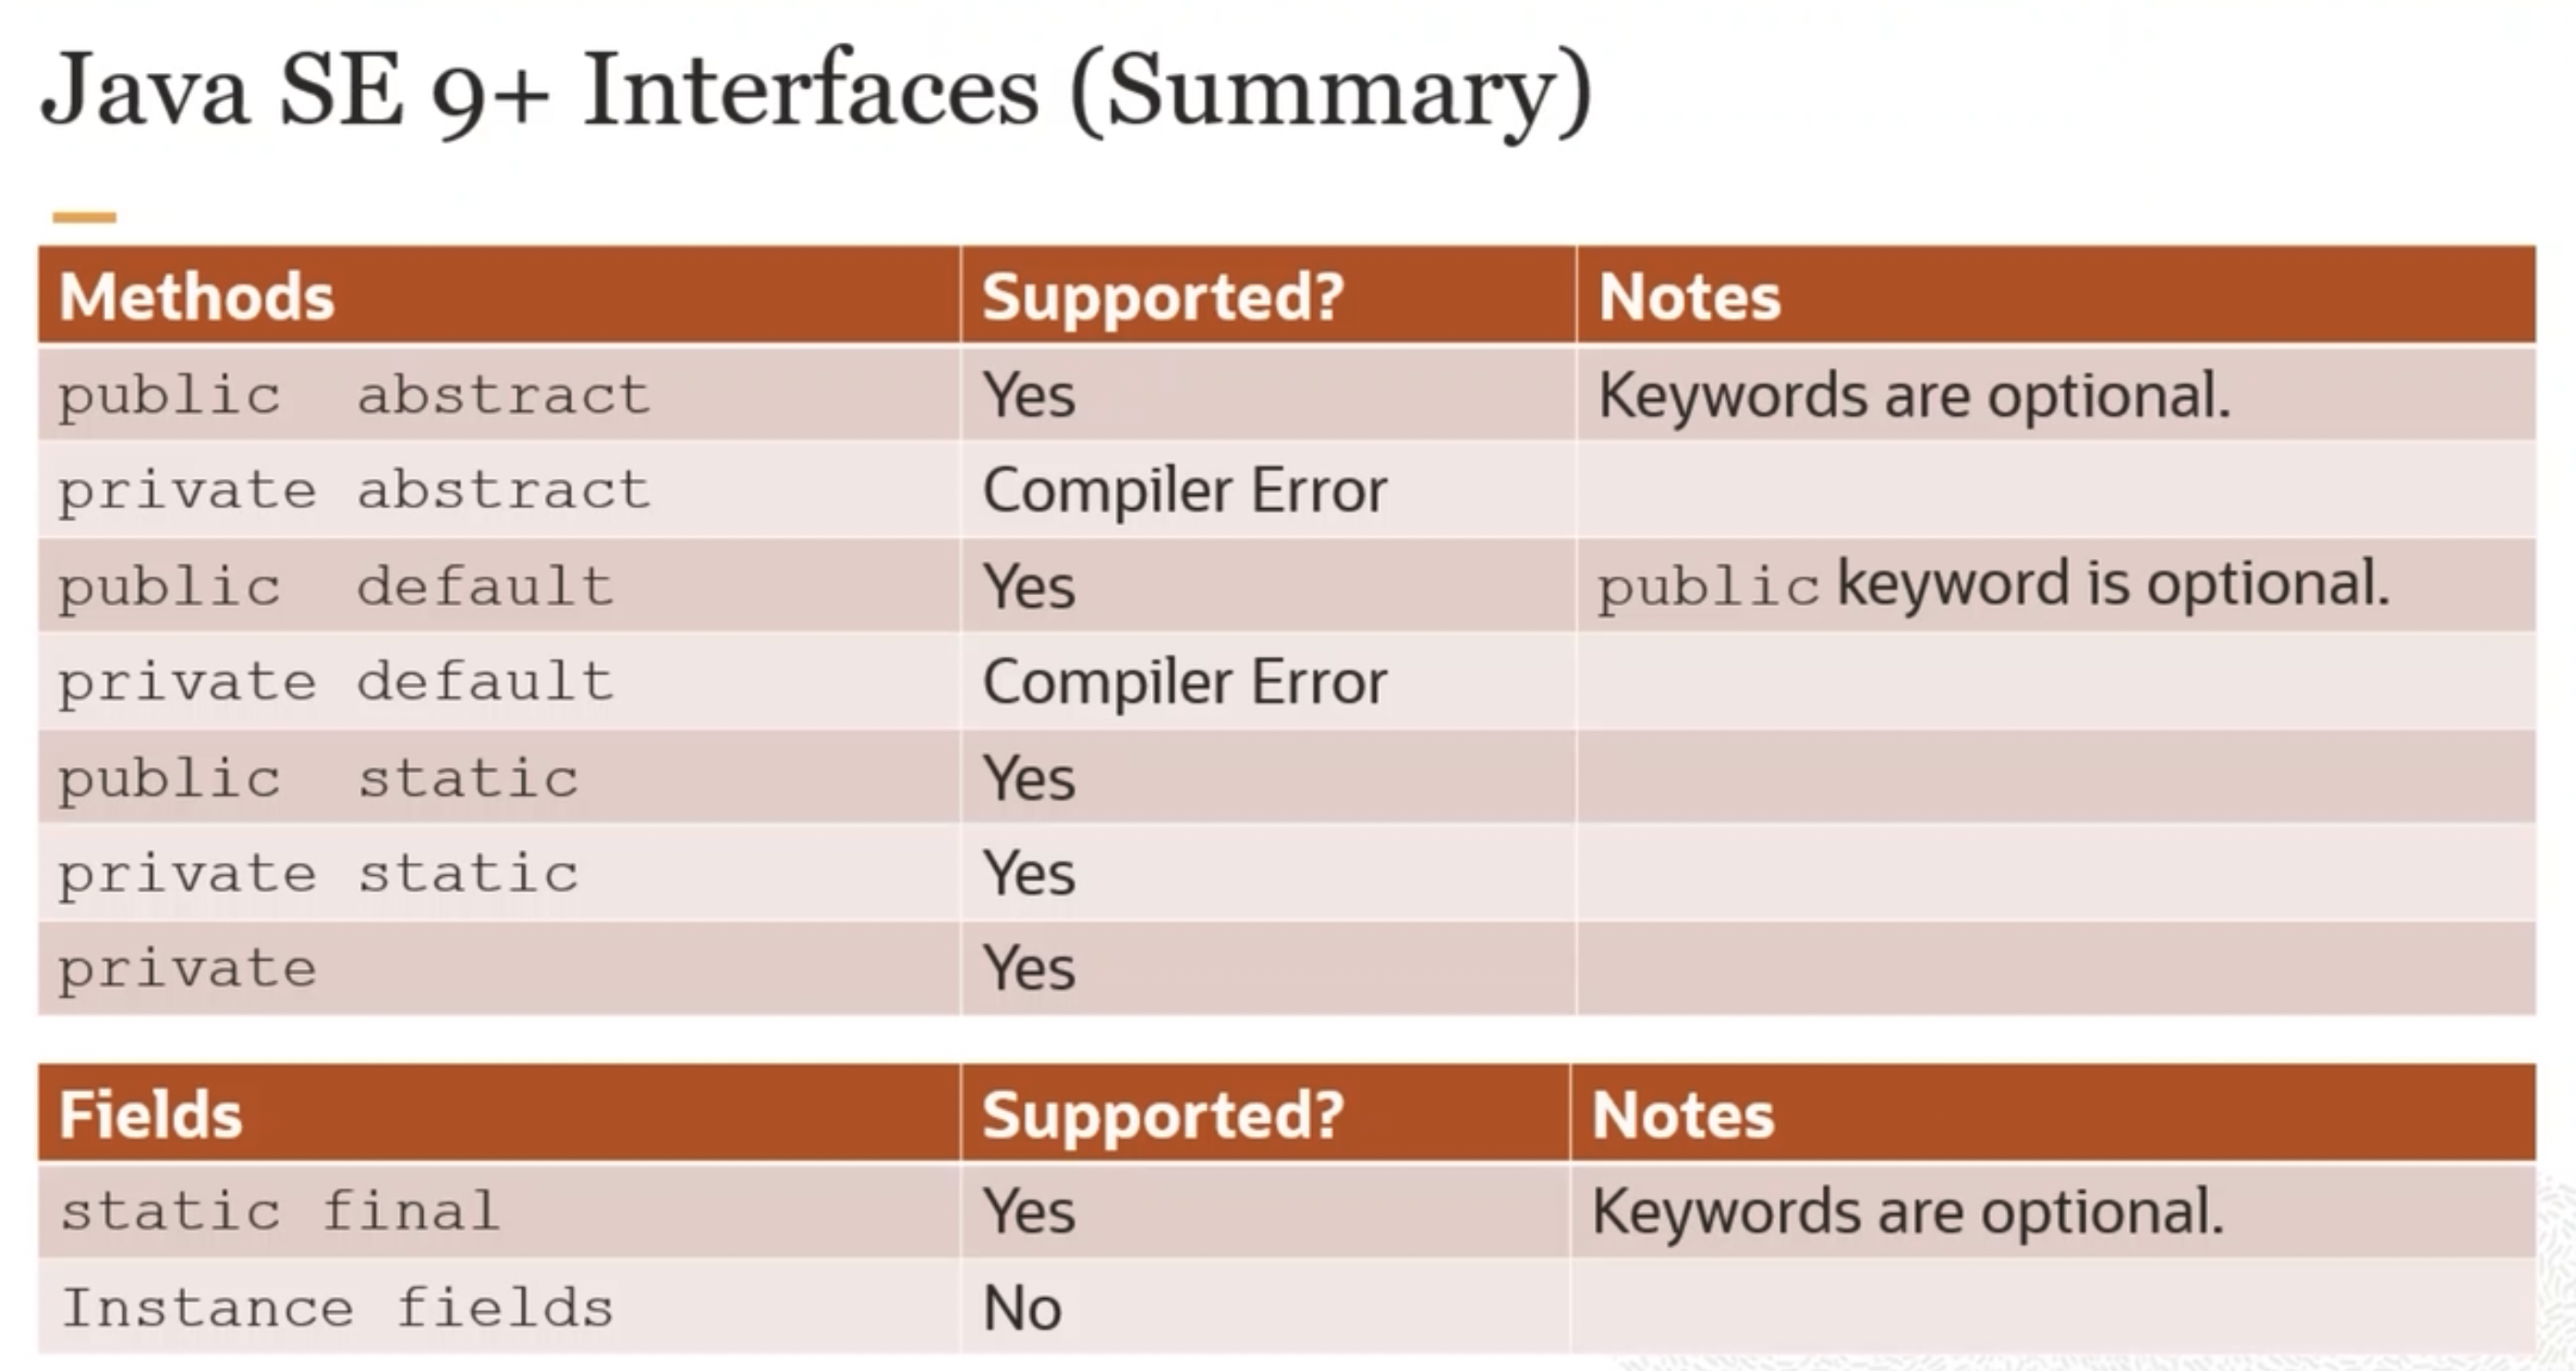 Java SE 9+ Interfaces (Summary)
Methods Supported? Notes
public abstract Yes Keywords are optional.
private abstract Compiler Error
public default Yes public keyword is optional.
private default Compiler Error
public static Yes
private static Yes
private Yes
Fields Supported? Notes
static final Yes Keywords are optional.
Instance fields No